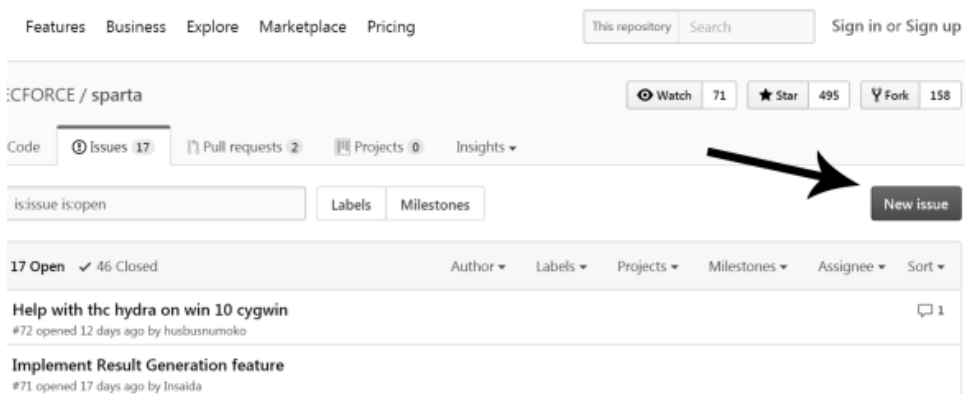 Features Business Explore Marketplace Pricing This repository Search Sign in or Sign up
ECFORCE / sparta Watch 71 Star 495 Fork 158
Code Issues 17 Pull requests 2 Projects 0 Insights
is:issue is:open Labels Milestones New issue
17 Open 46 Closed Author Labels Projects Milestones Assignee Sort
Help with thc hydra on win 10 cygwin 1
#72 opened 12 days ago by husbusnumoko
Implement Result Generation feature
#71 opened 17 days ago by Insaida